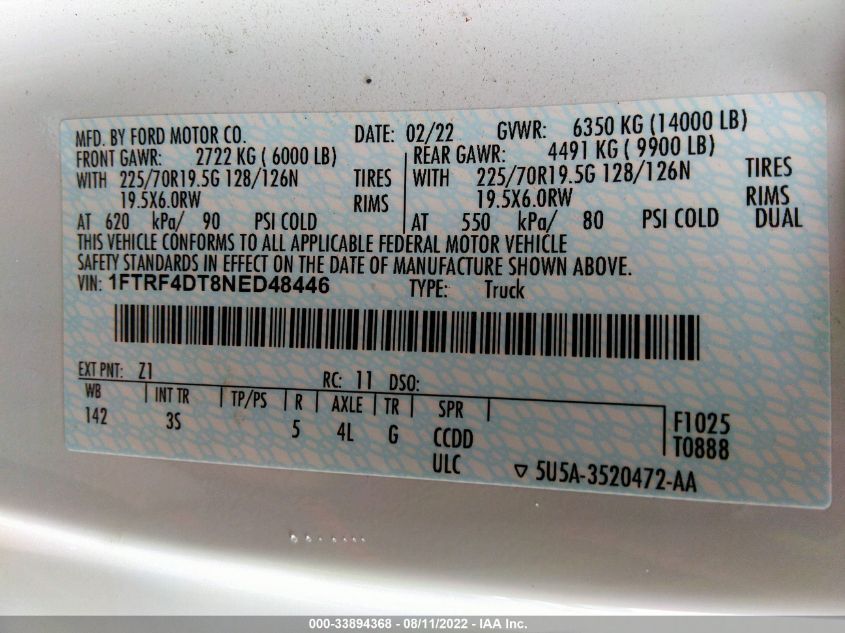 MFD. BY FORD MOTOR CO. DATE: 02/22 GVWR: 6350 KG (14000 LB)
FRONT GAWR: 2722 KG ( 6000 LB) REAR GAWR: 4491 KG ( 9900 LB)
WITH 225/70R19.5G 128/126N TIRES WITH 225/70R19.5G 128/126N TIRES
19.5X6.0RW RIMS 19.5X6.0RW RIMS
AT 620 kPa/ 90 PSI COLD AT 550 kPa/ 80 PSI COLD DUAL
THIS VEHICLE CONFORMS TO ALL APPLICABLE FEDERAL MOTOR VEHICLE
SAFETY STANDARDS IN EFFECT ON THE DATE OF MANUFACTURE SHOWN ABOVE.
VIN: 1FTRF4DT8NED48446 TYPE: Truck
EXT PNT: Z1 RC: 11 DSO:
WB INT TR TP/PS R AXLE TR SPR
142 3S 5 4L G CCDD F1025
ULC T0888
▽ 5U5A-3520472-AA
000-33894368 - 08/11/2022 - IAA Inc.